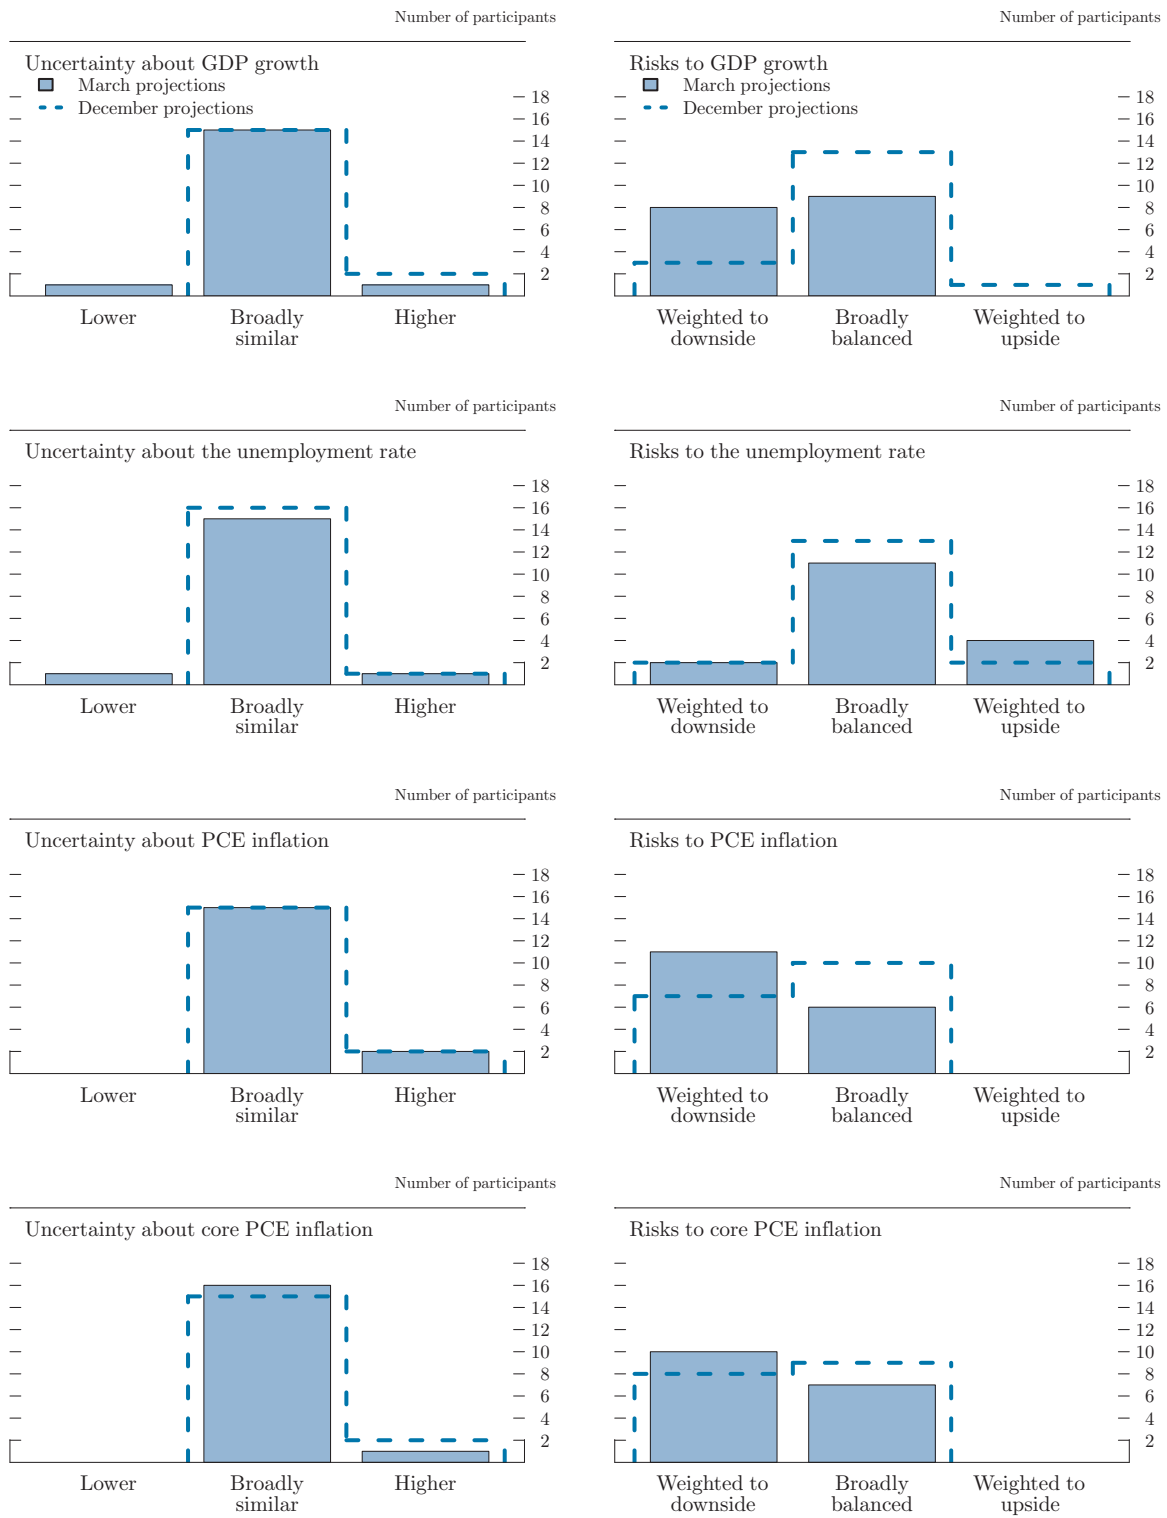 Number of participants
Uncertainty about GDP growth
March projections
December projections
18
16
14
12
10
8
6
4
2
Lower
Broadly
similar
Higher
Number of participants
Risks to GDP growth
March projections
December projections
18
16
14
12
10
8
6
4
2
Weighted to
downside
Broadly
balanced
Weighted to
upside
Number of participants
Uncertainty about the unemployment rate
18
16
14
12
10
8
6
4
2
Lower
Broadly
similar
Higher
Number of participants
Risks to the unemployment rate
18
16
14
12
10
8
6
4
2
Weighted to
downside
Broadly
balanced
Weighted to
upside
Number of participants
Uncertainty about PCE inflation
18
16
14
12
10
8
6
4
2
Lower
Broadly
similar
Higher
Number of participants
Risks to PCE inflation
18
16
14
12
10
8
6
4
2
Weighted to
downside
Broadly
balanced
Weighted to
upside
Number of participants
Uncertainty about core PCE inflation
18
16
14
12
10
8
6
4
2
Lower
Broadly
similar
Higher
Number of participants
Risks to core PCE inflation
18
16
14
12
10
8
6
4
2
Weighted to
downside
Broadly
balanced
Weighted to
upside